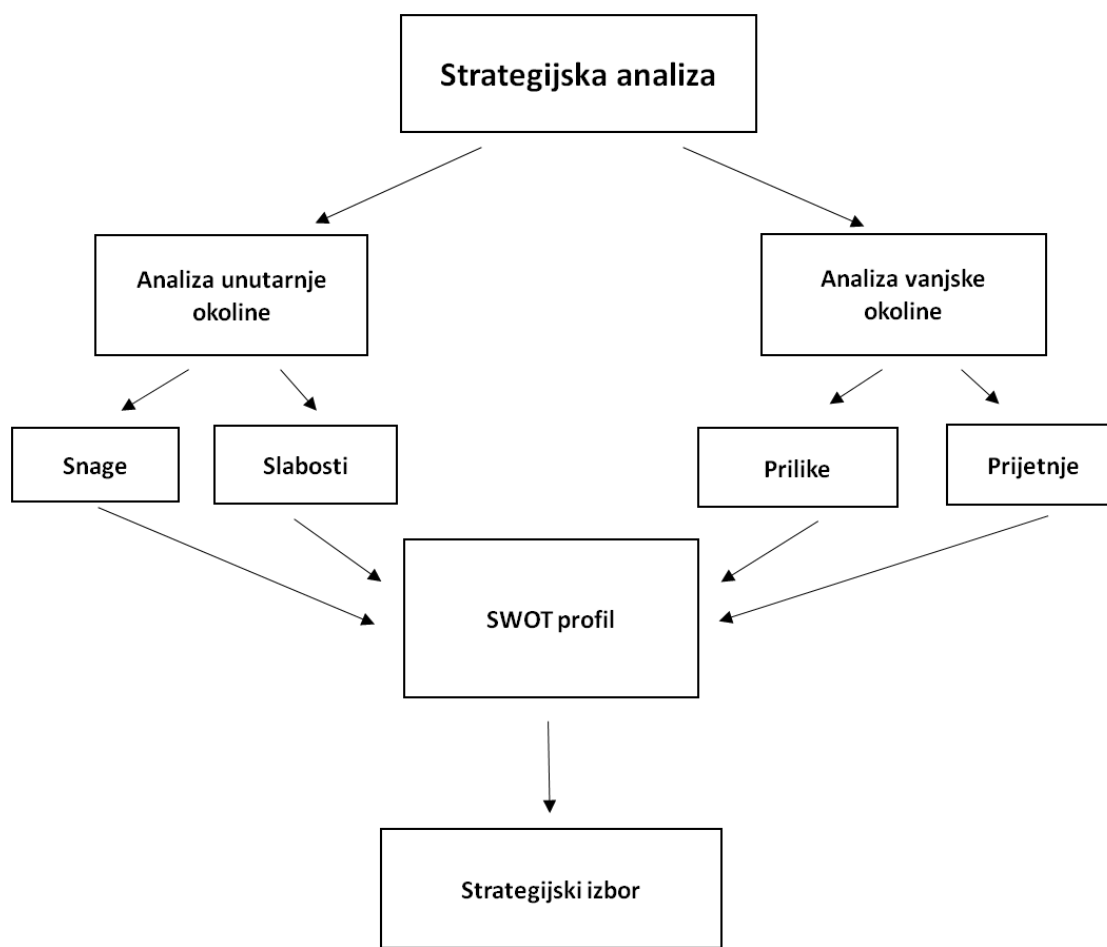 Strategijska analiza
Analiza unutarnje
okoline
Analiza vanjske
okoline
Snage
Slabosti
Prilike
Prijetnje
SWOT profil
Strategijski izbor